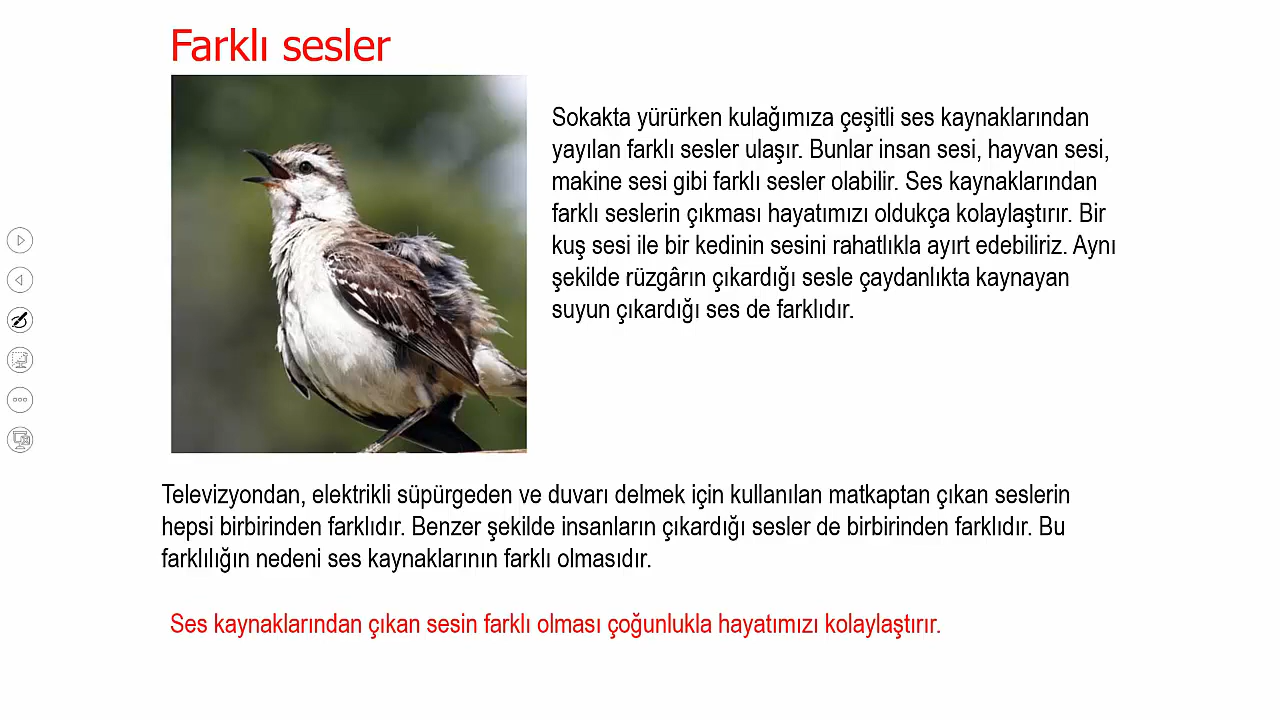 Farklı sesler
Sokakta yürürken kulağımıza çeşitli ses kaynaklarından
yayılan farklı sesler ulaşır. Bunlar insan sesi, hayvan sesi,
makine sesi gibi farklı sesler olabilir. Ses kaynaklarından
farklı seslerin çıkması hayatımızı oldukça kolaylaştırır. Bir
kuş sesi ile bir kedinin sesini rahatlıkla ayırt edebiliriz. Aynı
şekilde rüzgârın çıkardığı sesle çaydanlıkta kaynayan
suyun çıkardığı ses de farklıdır.
Televizyondan, elektrikli süpürgeden ve duvarı delmek için kullanılan matkaptan çıkan seslerin
hepsi birbirinden farklıdır. Benzer şekilde insanların çıkardığı sesler de birbirinden farklıdır. Bu
farklılığın nedeni ses kaynaklarının farklı olmasıdır.
Ses kaynaklarından çıkan sesin farklı olması çoğunlukla hayatımızı kolaylaştırır.